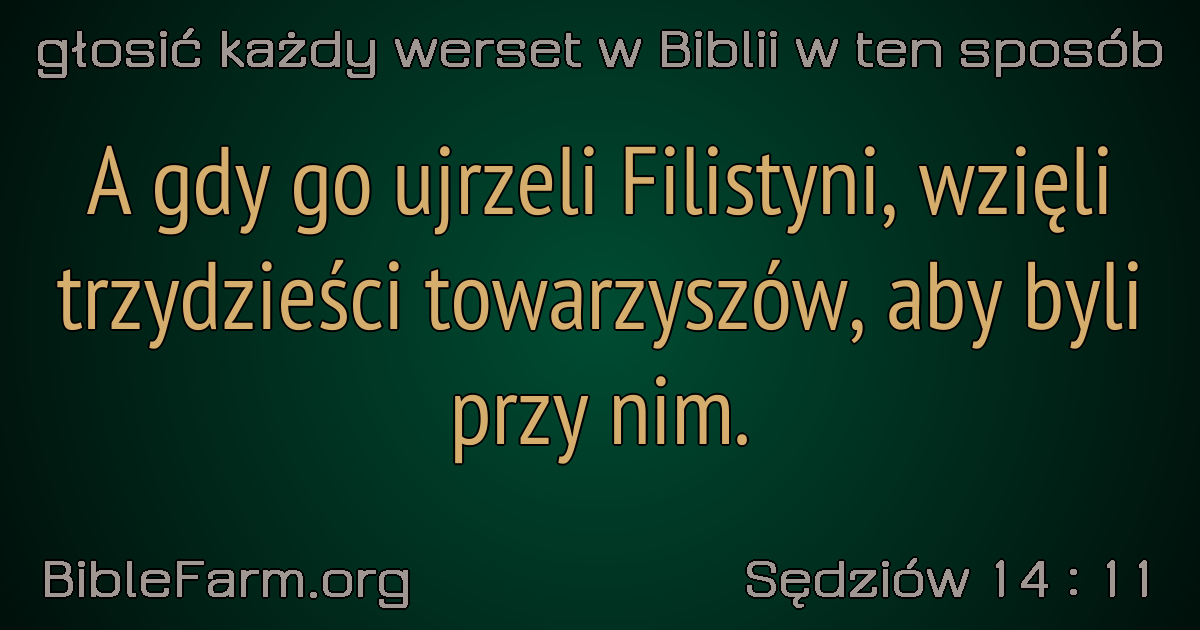 głosić każdy werset w Biblii w ten sposób
A gdy go ujrzeli Filistyni, wzięli
trzydzieści towarzyszów, aby byli
przy nim.
BibleFarm.org
Sędziów 14 : 11